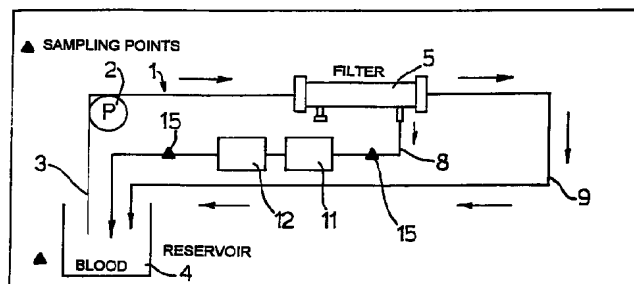 SAMPLING POINTS
1
2
P
FILTER
5
15
3
12
11
8
15
9
RESERVOIR
BLOOD
4